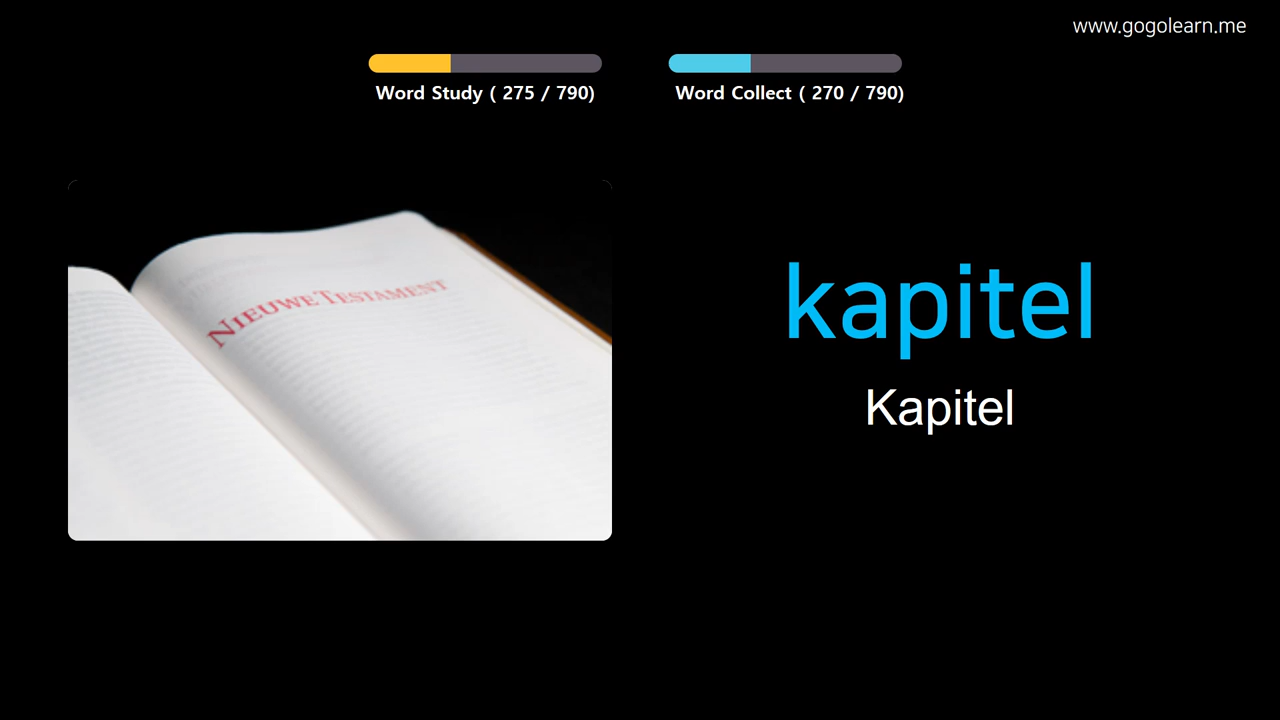 www.gogolearn.me
Word Study ( 275 / 790)
Word Collect ( 270 / 790)
NIEUWE TESTAMENT
kapitel
Kapitel